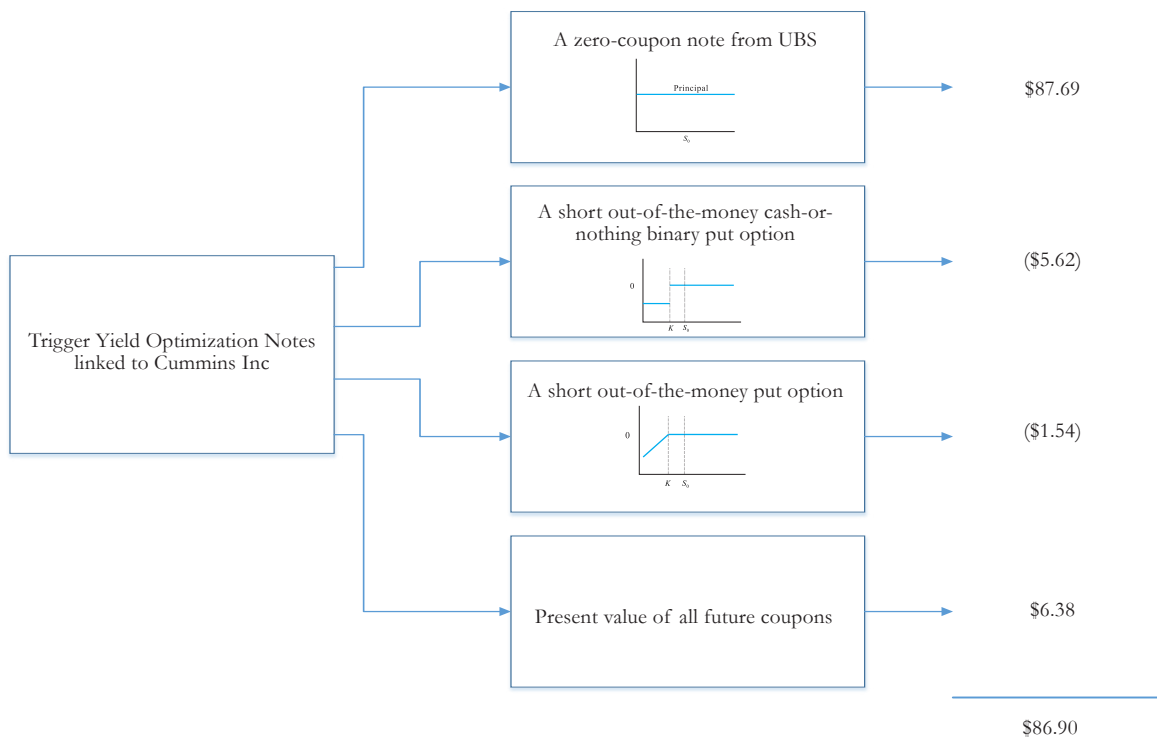 A zero-coupon note from UBS
Principal
S₀
$87.69
A short out-of-the-money cash-or-
nothing binary put option
0
K S₀
($5.62)
Trigger Yield Optimization Notes
linked to Cummins Inc
A short out-of-the-money put option
0
K S₀
($1.54)
Present value of all future coupons
$6.38
$86.90